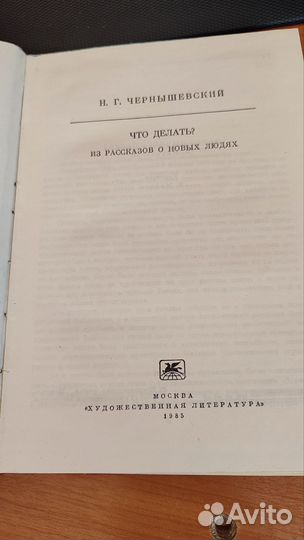 Н. Г. ЧЕРНЫШЕВСКИЙ
ЧТО ДЕЛАТЬ?
ИЗ РАССКАЗОВ О НОВЫХ ЛЮДЯХ
МОСКВА
«ХУДОЖЕСТВЕННАЯ ЛИТЕРАТУРА»
1985
Avito